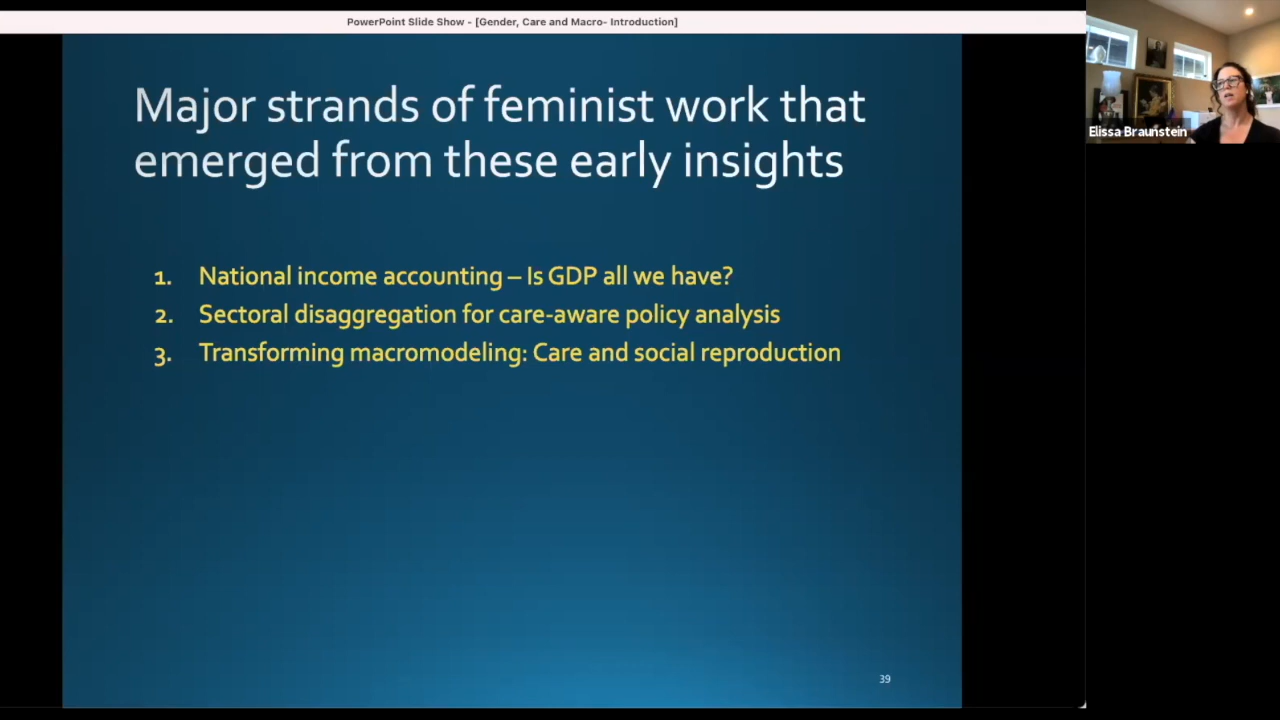 PowerPoint Slide Show - [Gender, Care and Macro- Introduction]
Major strands of feminist work that
emerged from these early insights
1. National income accounting – Is GDP all we have?
2. Sectoral disaggregation for care-aware policy analysis
3. Transforming macromodeling: Care and social reproduction
39
Elissa Braunstein